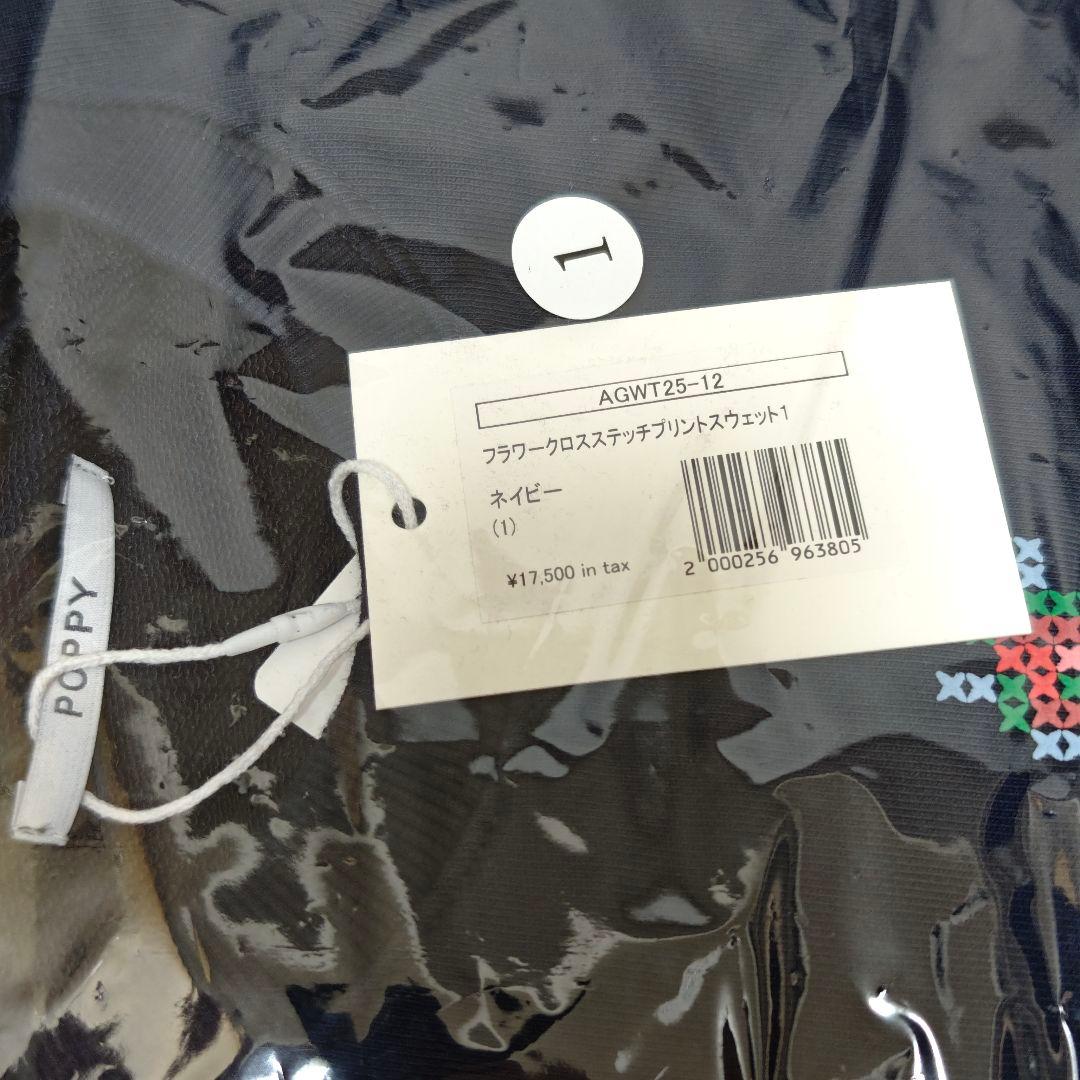 1
AGWT25-12
フラワークロスステッチプリントスウェット1
ネイビー
(1)
¥17,500 in tax
2 000256 963805
POPPY